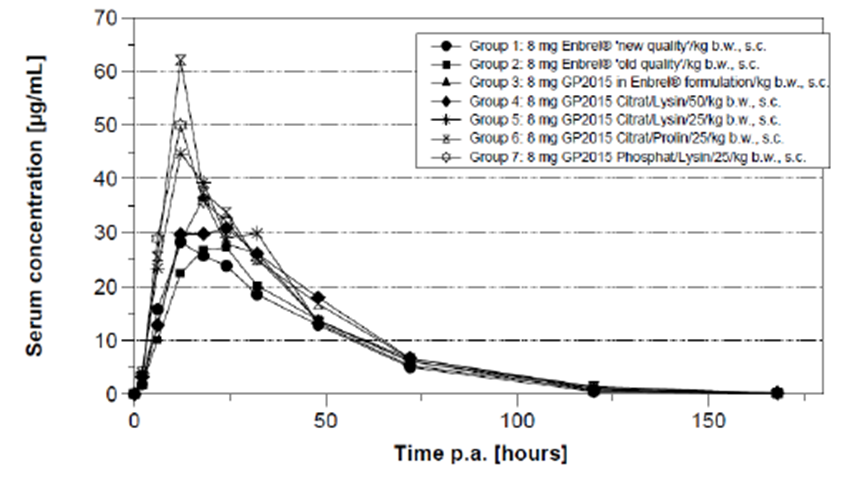 70
60
50
40
30
20
10
0
Serum concentration [µg/mL]
Group 1: 8 mg Enbrel® 'new quality'/kg b.w., s.c.
Group 2: 8 mg Enbrel® 'old quality'/kg b.w., s.c.
Group 3: 8 mg GP2015 in Enbrel® formulation/kg b.w., s.c.
Group 4: 8 mg GP2015 Citrat/Lysin/50/kg b.w., s.c.
Group 5: 8 mg GP2015 Citrat/Lysin/25/kg b.w., s.c.
Group 6: 8 mg GP2015 Citrat/Prolin/25/kg b.w., s.c.
Group 7: 8 mg GP2015 Phosphat/Lysin/25/kg b.w., s.c.
0 50 100 150
Time p.a. [hours]